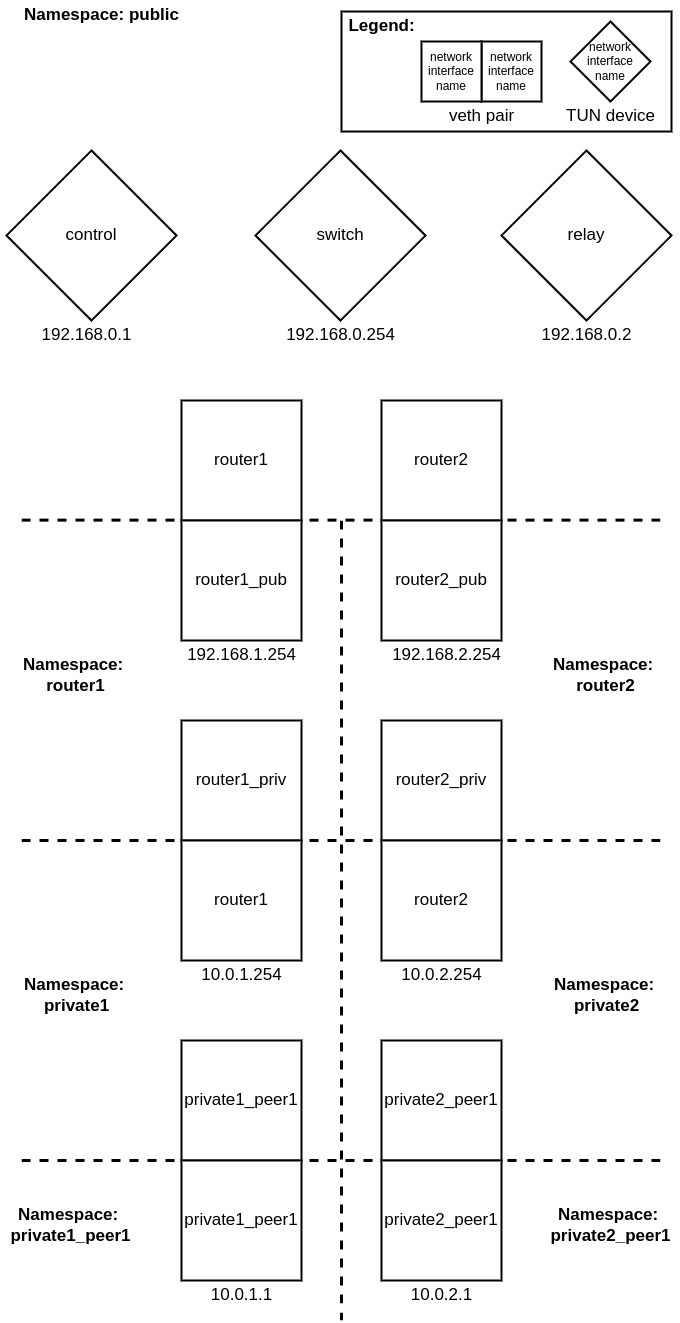 Namespace: public
Legend:
network
interface
name
network
interface
name
network
interface
name
veth pair
TUN device
control
switch
relay
192.168.0.1
192.168.0.254
192.168.0.2
router1
router2
router1_pub
router2_pub
192.168.1.254
192.168.2.254
Namespace:
router1
Namespace:
router2
router1_priv
router2_priv
router1
router2
10.0.1.254
10.0.2.254
Namespace:
private1
Namespace:
private2
private1_peer1
private2_peer1
Namespace:
private1_peer1
private1_peer1
private2_peer1
Namespace:
private2_peer1
10.0.1.1
10.0.2.1